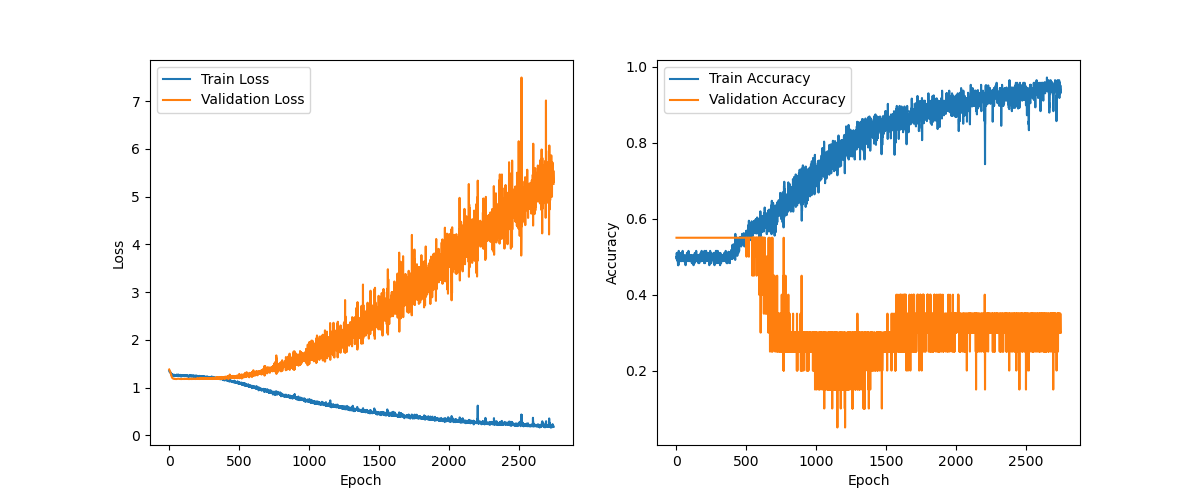 Train Loss
Validation Loss
7
6
5
4
3
2
1
0
Loss
0 500 1000 1500 2000 2500
Epoch
Train Accuracy
Validation Accuracy
1.0
0.8
0.6
0.4
0.2
Accuracy
0 500 1000 1500 2000 2500
Epoch